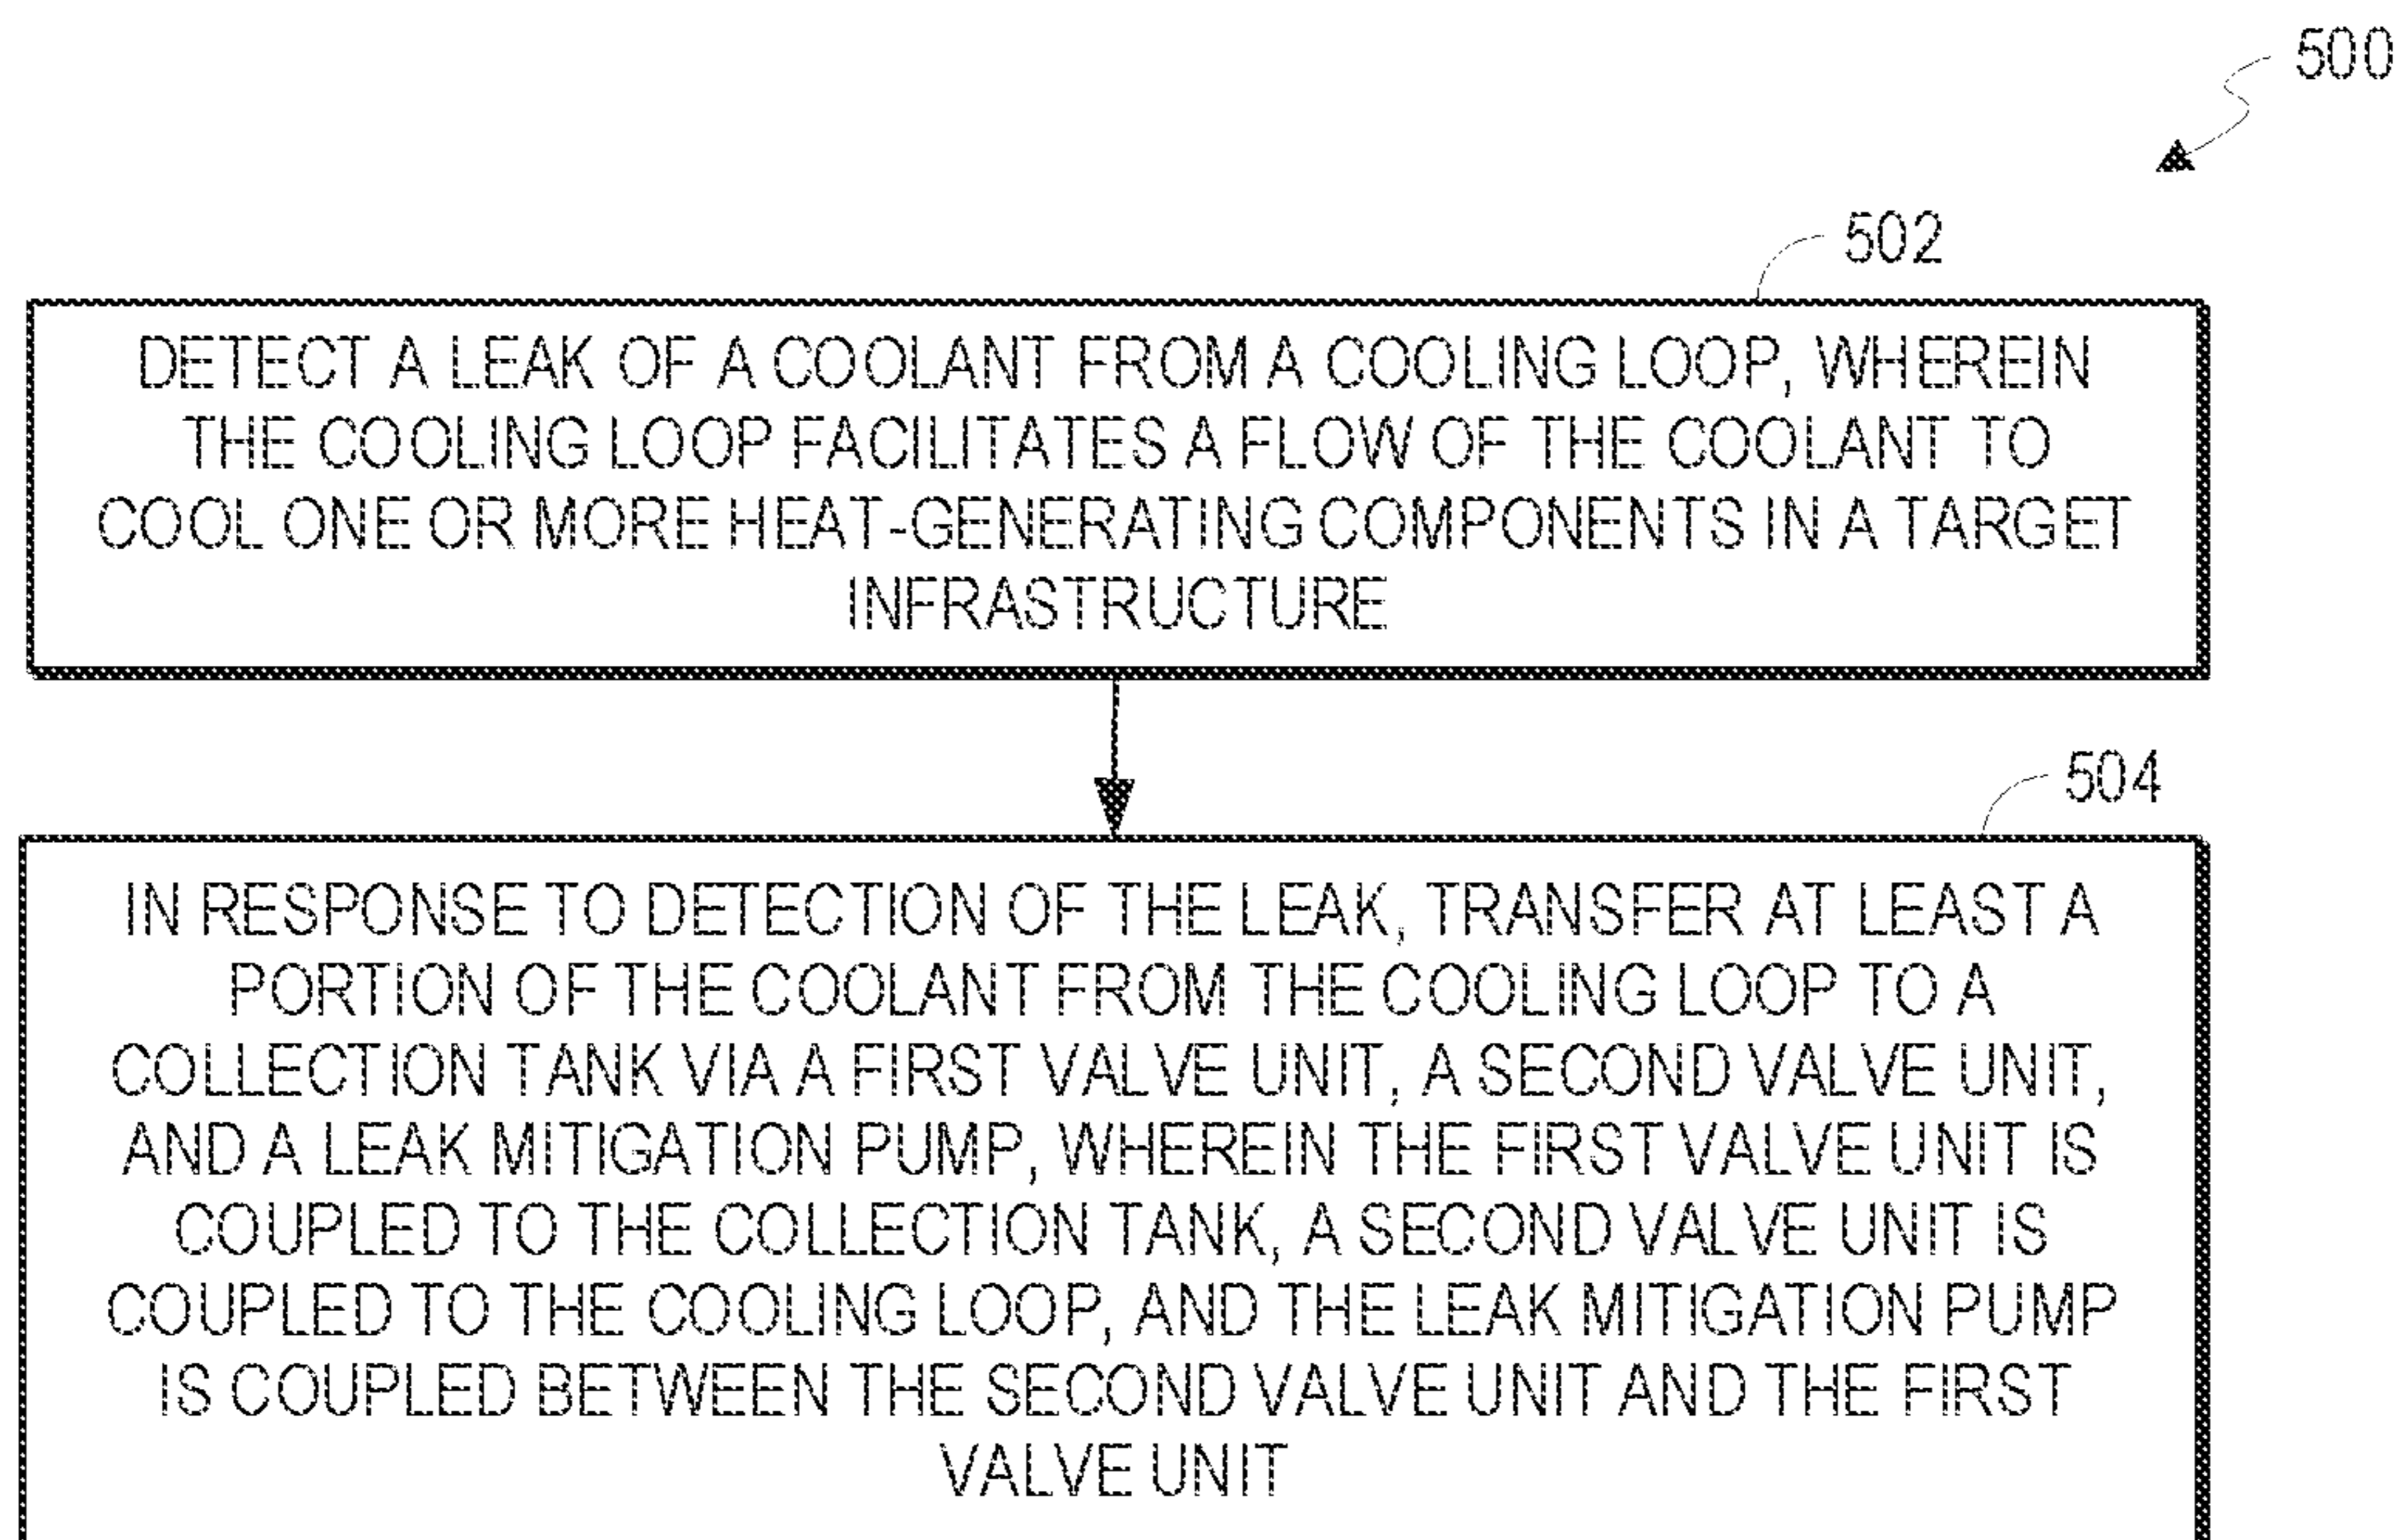 500
502
DETECT A LEAK OF A COOLANT FROM A COOLING LOOP, WHEREIN
THE COOLING LOOP FACILITATES A FLOW OF THE COOLANT TO
COOL ONE OR MORE HEAT-GENERATING COMPONENTS IN A TARGET
INFRASTRUCTURE
504
IN RESPONSE TO DETECTION OF THE LEAK, TRANSFER AT LEAST A
PORTION OF THE COOLANT FROM THE COOLING LOOP TO A
COLLECTION TANK VIA A FIRST VALVE UNIT, A SECOND VALVE UNIT,
AND A LEAK MITIGATION PUMP, WHEREIN THE FIRST VALVE UNIT IS
COUPLED TO THE COLLECTION TANK, A SECOND VALVE UNIT IS
COUPLED TO THE COOLING LOOP, AND THE LEAK MITIGATION PUMP
IS COUPLED BETWEEN THE SECOND VALVE UNIT AND THE FIRST
VALVE UNIT